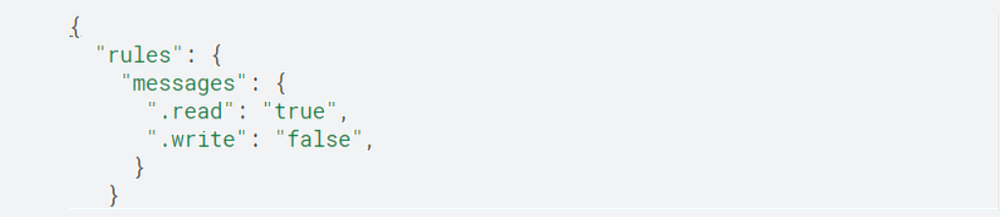 {
"rules": {
"messages": {
".read": "true",
".write": "false",
}
}